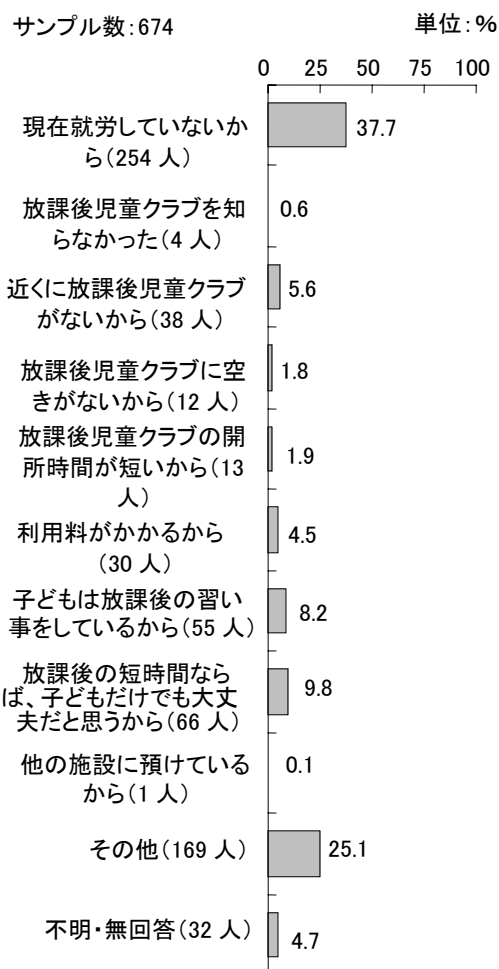 サンプル数：674 単位：％
0 25 50 75 100
現在就労していないか
ら（254 人）
37.7
放課後児童クラブを知
らなかった（4 人）
0.6
近くに放課後児童クラブ
がないから（38 人）
5.6
放課後児童クラブに空
きがないから（12 人）
1.8
放課後児童クラブの開
所時間が短いから（13
人）
1.9
利用料がかかるから
（30 人）
4.5
子どもは放課後の習い
事をしているから（55 人）
8.2
放課後の短時間なら
ば、子どもだけでも大丈
夫だと思うから（66 人）
9.8
他の施設に預けている
から（1 人）
0.1
その他（169 人）
25.1
不明・無回答（32 人）
4.7